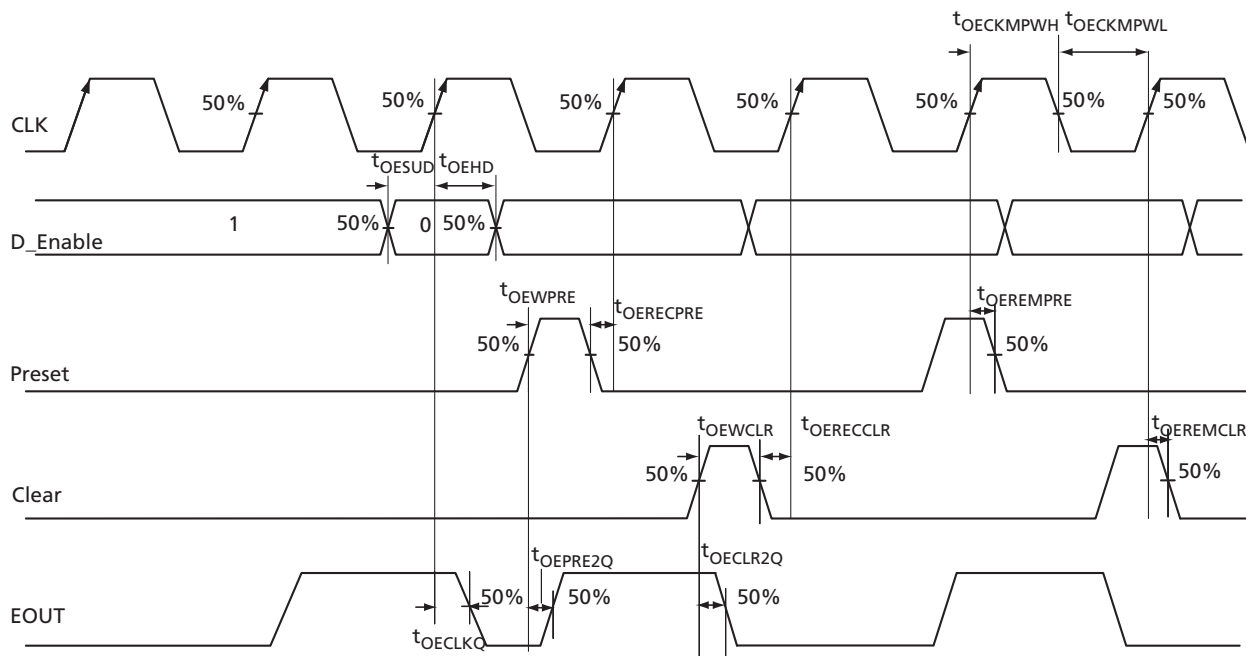 tOECKMPWH tOECKMPWL
CLK 50% 50% 50% 50% 50% 50% 50%
tOESUD tOEHD
D_Enable 1 50% 0 50%
tOEWPRE tOERECPRE tOEREMPRE
Preset 50% 50% 50%
tOEWCLR tOERECCLR tOEREMCLR
Clear 50% 50% 50%
tOEPRE2Q tOECLR2Q
EOUT 50% 50% 50%
tOECLKQ